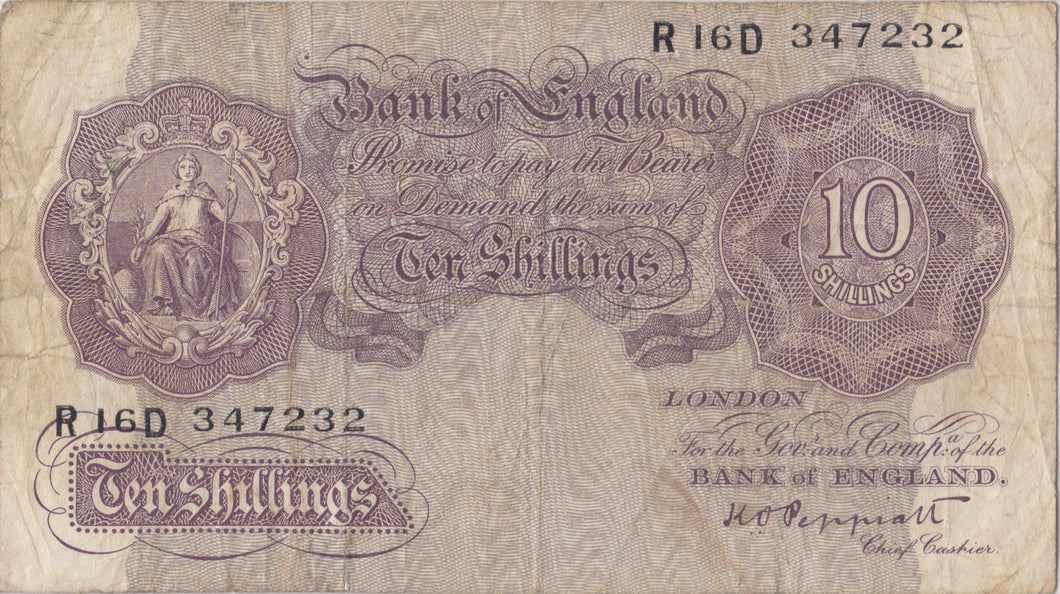 R 16D 347232
Bank of England
Promise to pay the Bearer
on Demand the sum of
Ten Shillings
10
SHILLINGS
R 16D 347232
Ten Shillings
LONDON
For the Govr. and Compa. of the
BANK of ENGLAND.
K O Peppiatt
Chief Cashier.